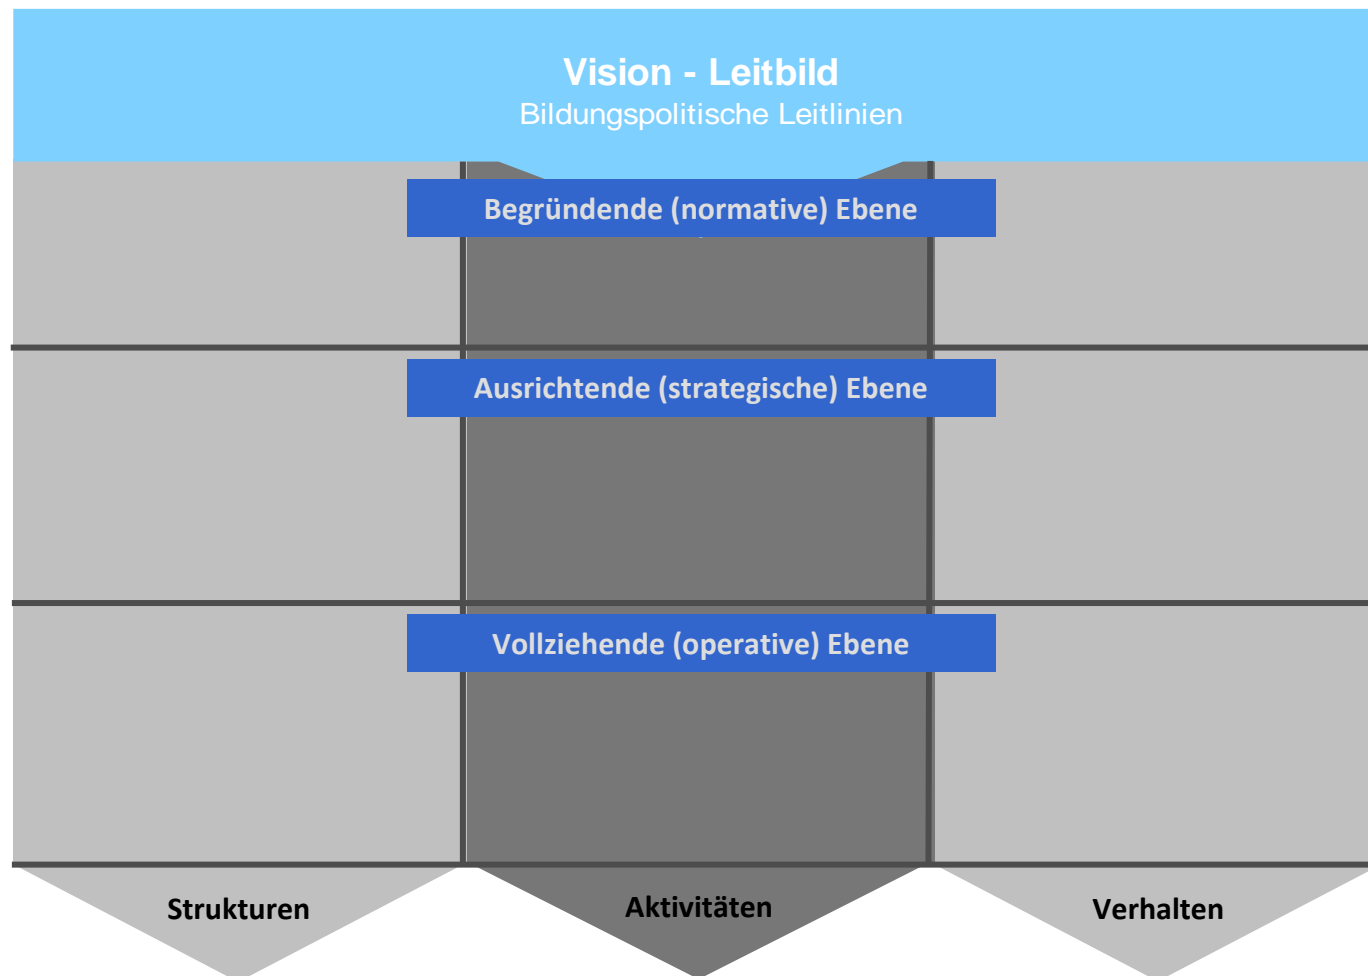 Vision - Leitbild
Bildungspolitische Leitlinien
Begründende (normative) Ebene
Ausrichtende (strategische) Ebene
Vollziehende (operative) Ebene
Strukturen
Aktivitäten
Verhalten